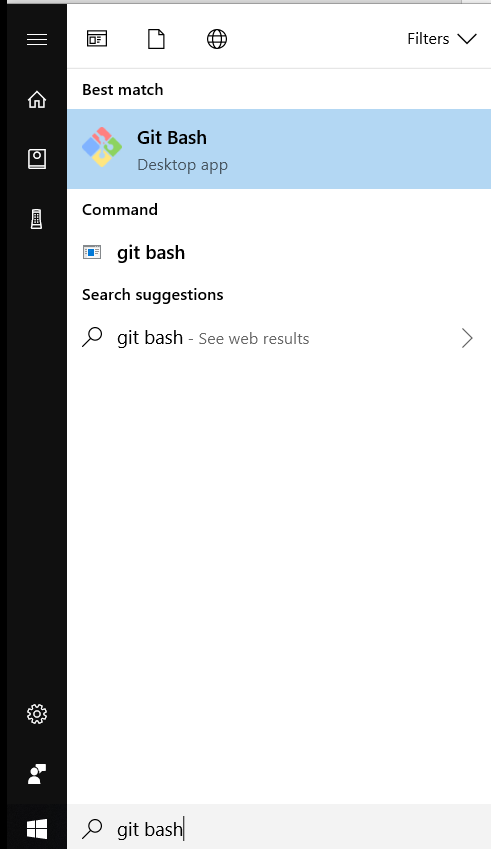 Filters
Best match
Git Bash
Desktop app
Command
git bash
Search suggestions
git bash - See web results
git bash